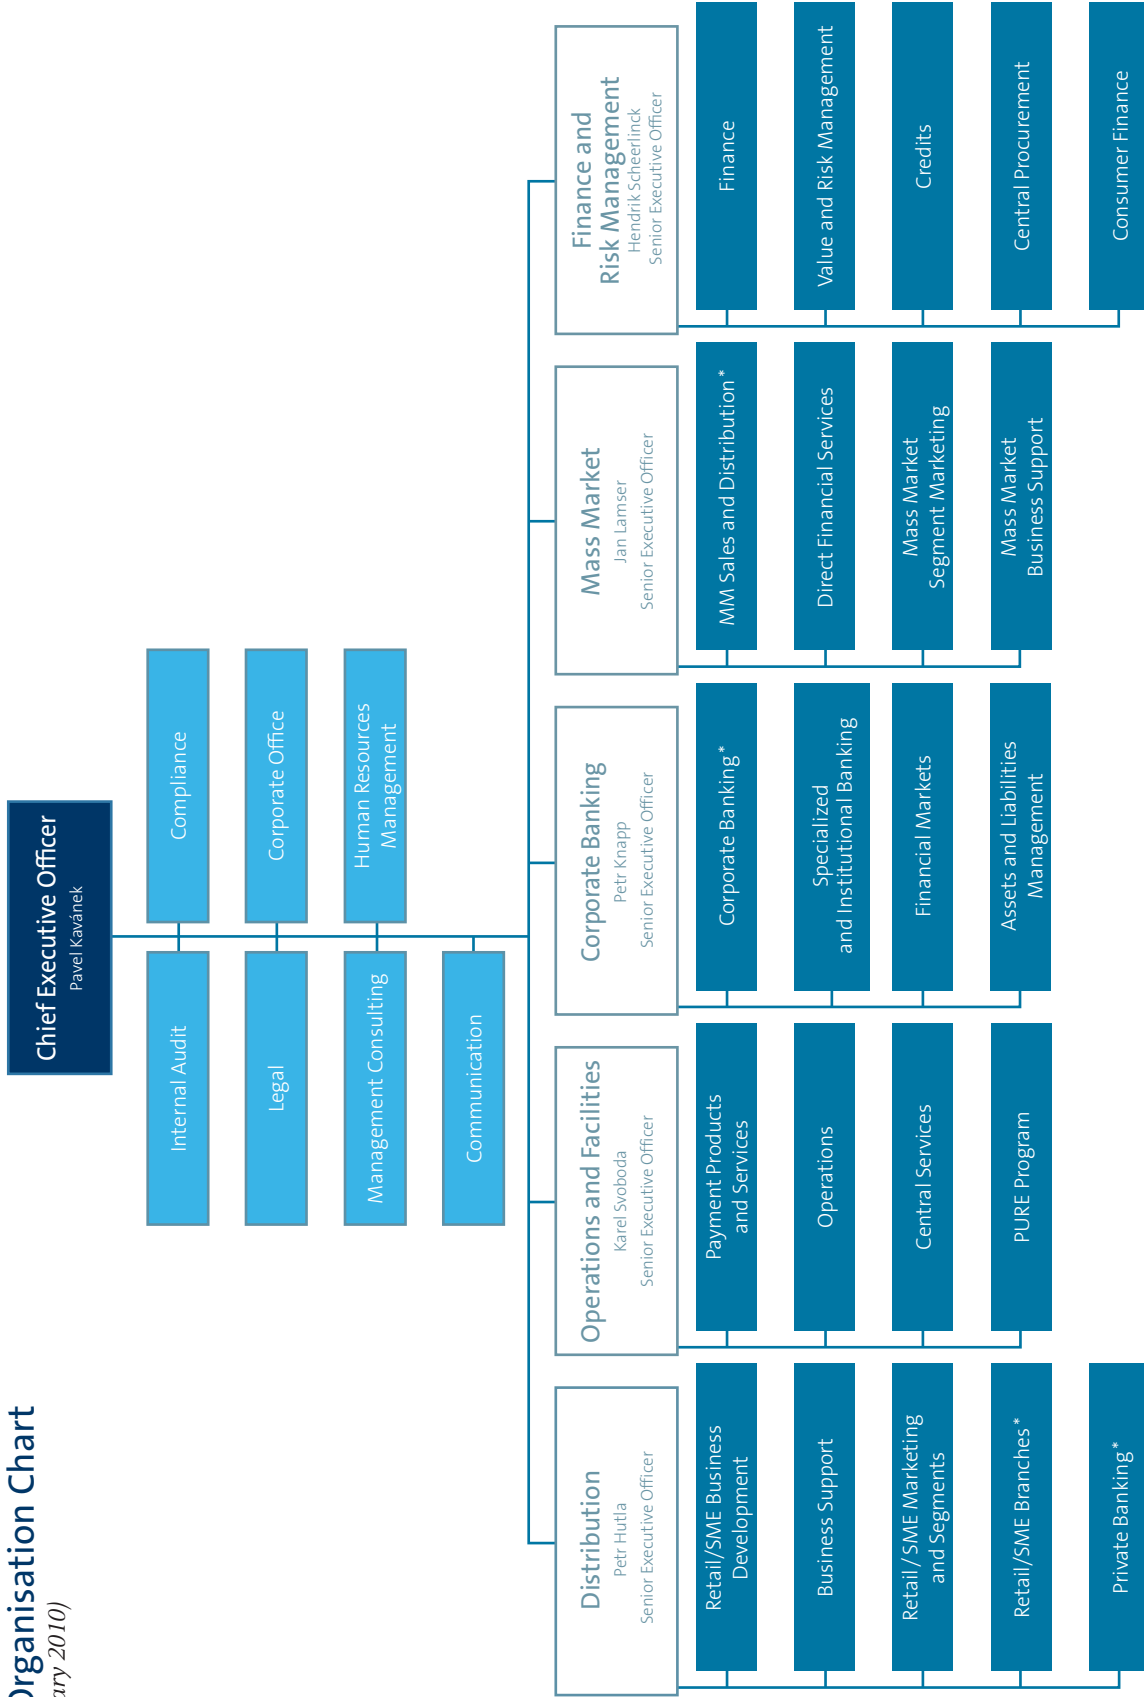 Organisation Chart
2010)
Chief Executive Officer
Pavel Kavánek
Internal Audit
Compliance
Legal
Corporate Office
Management Consulting
Human Resources
Management
Communication
Distribution
Petr Hutla
Senior Executive Officer
Retail/SME Business
Development
Business Support
Retail / SME Marketing
and Segments
Retail/SME Branches*
Private Banking*
Operations and Facilities
Karel Svoboda
Senior Executive Officer
Payment Products
and Services
Operations
Central Services
PURE Program
Corporate Banking
Petr Knapp
Senior Executive Officer
Corporate Banking*
Specialized
and Institutional Banking
Financial Markets
Assets and Liabilities
Management
Mass Market
Jan Lamser
Senior Executive Officer
MM Sales and Distribution*
Direct Financial Services
Mass Market
Segment Marketing
Mass Market
Business Support
Finance and
Risk Management
Hendrik Scheerlinck
Senior Executive Officer
Finance
Value and Risk Management
Credits
Central Procurement
Consumer Finance